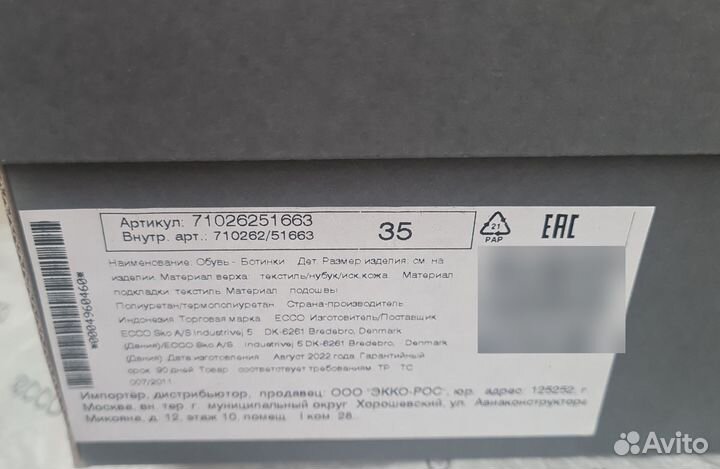 Артикул: 71026251663
Внутр. арт.: 710262/51663
35
21
PAP
EAC
Наименование: Обувь - Ботинки Дет. Размер изделия: см. на
изделии. Материал верха: текстиль/нубук/иск.кожа. Материал
подкладки: текстиль. Материал подошвы:
Полиуретан/термополиуретан. Страна-производитель:
Индонезия. Торговая марка: ECCO Изготовитель/Поставщик:
ECCO Sko A/S Industrivej 5 DK-6261 Bredebro, Denmark
(Дания)/ECCO Sko A/S Industrivej 5 DK-6261 Bredebro, Denmark
(Дания). Дата изготовления: Август 2022 года. Гарантийный
срок: 90 дней. Товар соответствует требованиям ТР ТС
007/2011
Импортёр, дистрибьютор, продавец: ООО "ЭККО-РОС", юр. адрес: 125252, г.
Москва, вн. тер. г. муниципальный округ Хорошевский, ул. Авиаконструктора
Микояна, д. 12, этаж 10, помещ. I ком. 28.
*0004960460*
Avito